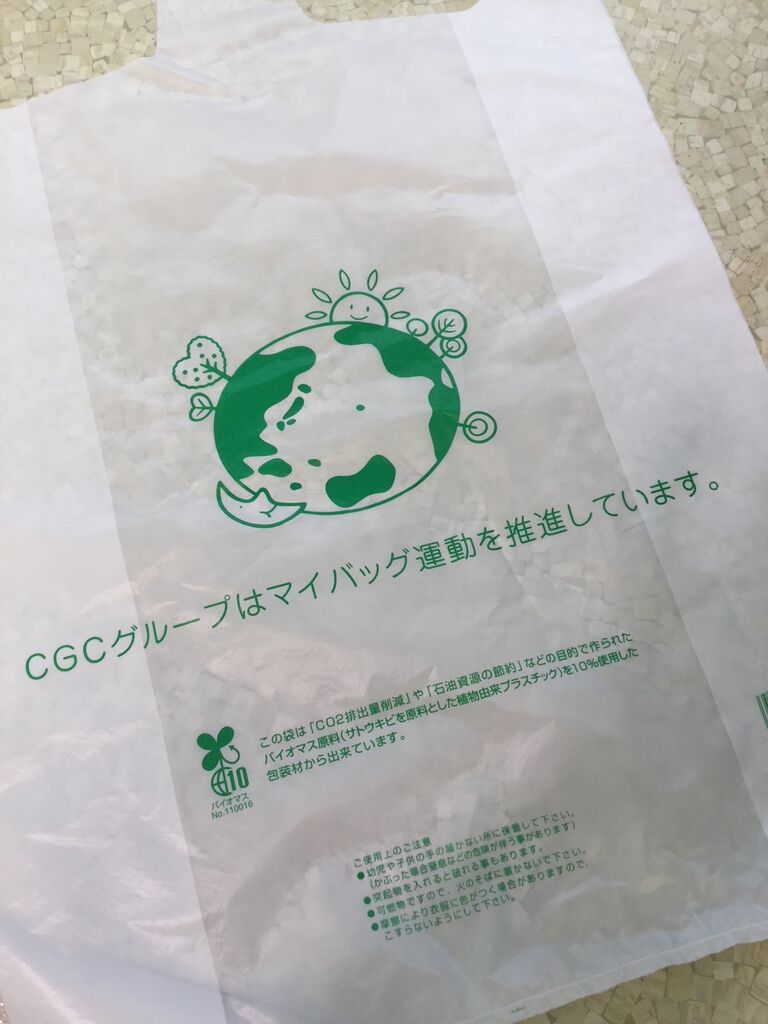 CGCグループはマイバッグ運動を推進しています。
この袋は「CO2排出量削減」や「石油資源の節約」などの目的で作られた
バイオマス原料(サトウキビを原料とした植物由来プラスチック)を10%使用した
包装材から出来ています。
10
バイオマス
No.110016
ご使用上のご注意
●幼児や子供の手の届かない所に保管して下さい。
(かぶった場合窒息などの危険が伴う事があります)
●突起物を入れると破れる事もあります。
●可燃物ですので、火のそばに置かないで下さい。
●摩擦により衣服に色がつく場合がありますので、
こすらないようにして下さい。